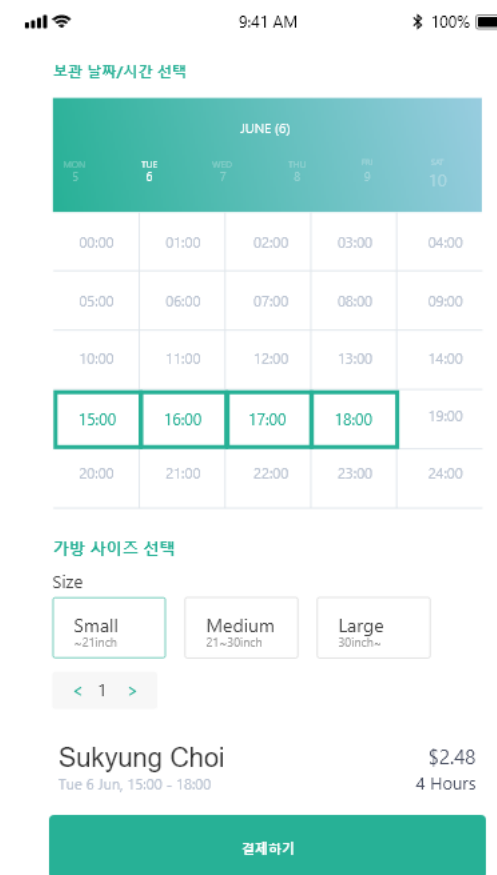 9:41 AM 100%
보관 날짜/시간 선택
JUNE (6)
MON TUE WED THU FRI SAT
5 6 7 8 9 10
00:00 01:00 02:00 03:00 04:00
05:00 06:00 07:00 08:00 09:00
10:00 11:00 12:00 13:00 14:00
15:00 16:00 17:00 18:00 19:00
20:00 21:00 22:00 23:00 24:00
가방 사이즈 선택
Size
Small Medium Large
~21inch 21~30inch 30inch~
< 1 >
Sukyung Choi $2.48
Tue 6 Jun, 15:00 - 18:00 4 Hours
결제하기